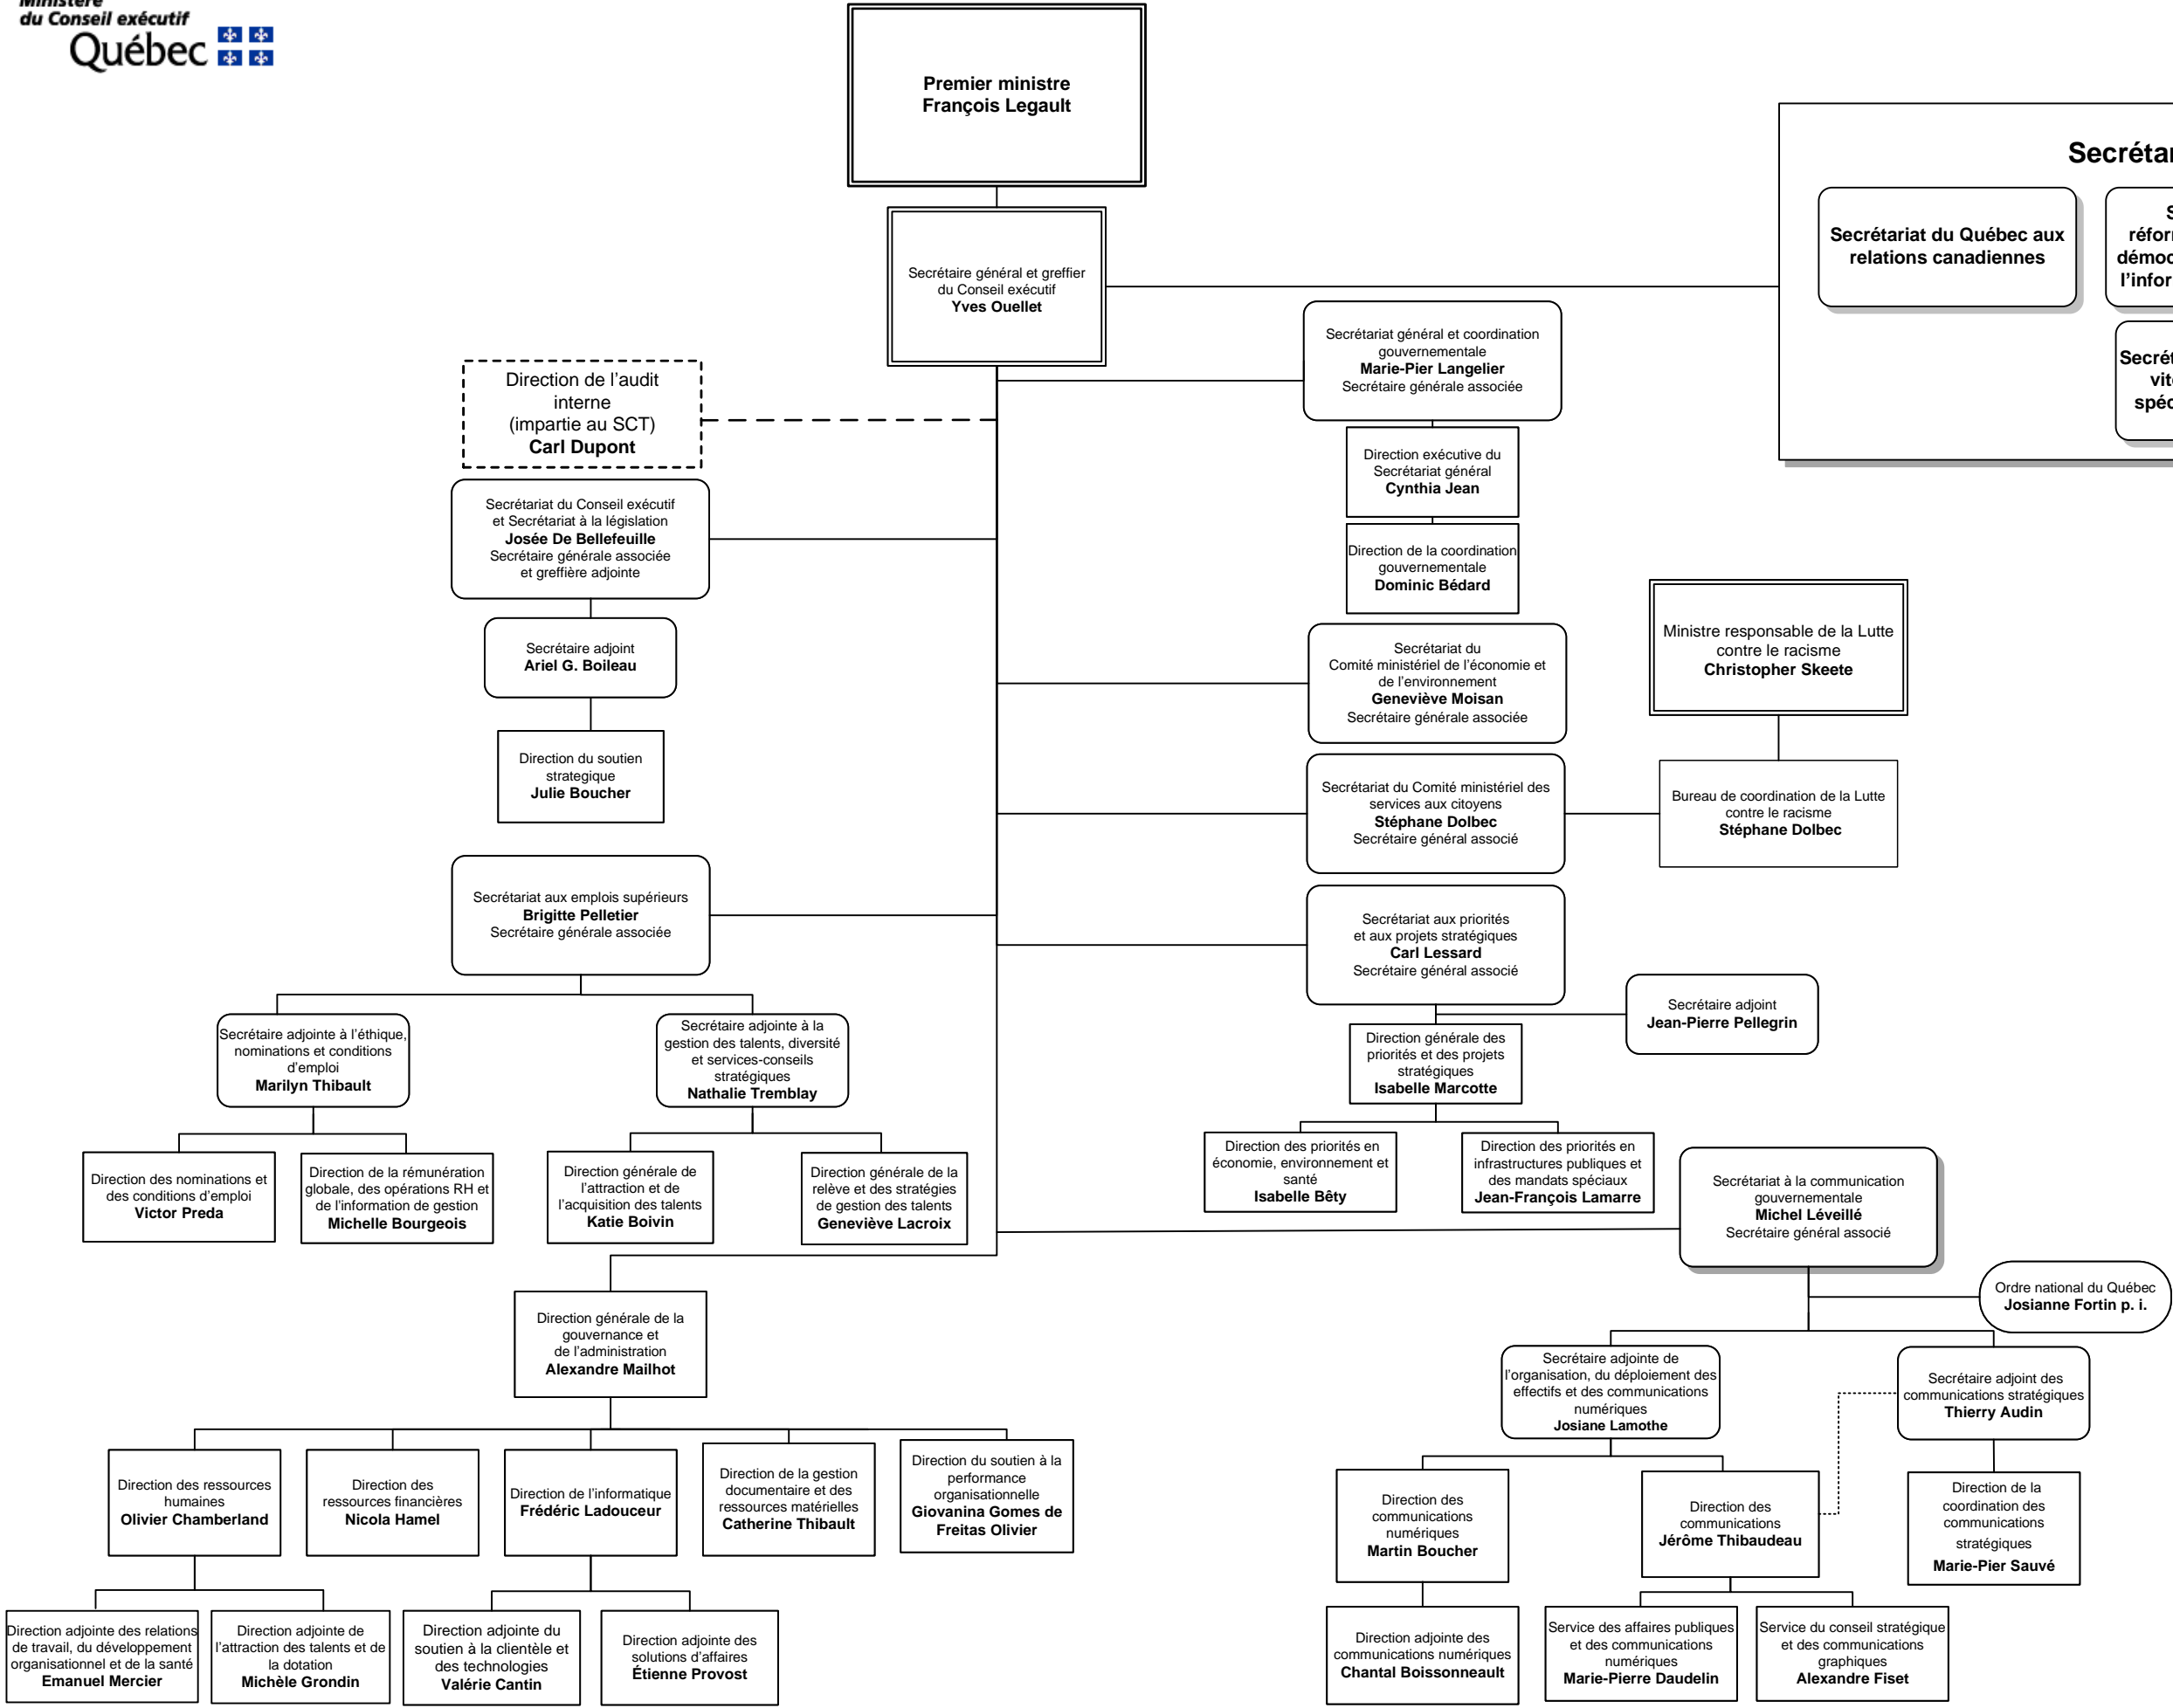 Ministère
du Conseil exécutif
Québec
Premier ministre
François Legault
Secrétaire général et greffier
du Conseil exécutif
Yves Ouellet
Secrétariat du Québec aux
relations canadiennes
Secrétariat général et coordination
gouvernementale
Marie-Pier Langelier
Secrétaire générale associée
Direction exécutive du
Secrétariat général
Cynthia Jean
Direction de la coordination
gouvernementale
Dominic Bédard
Direction de l’audit
interne
(impartie au SCT)
Carl Dupont
Secrétariat du Conseil exécutif
et Secrétariat à la législation
Josée De Bellefeuille
Secrétaire générale associée
et greffière adjointe
Secrétaire adjoint
Ariel G. Boileau
Direction du soutien
strategique
Julie Boucher
Secrétariat du
Comité ministériel de l’économie et
de l’environnement
Geneviève Moisan
Secrétaire générale associée
Ministre responsable de la Lutte
contre le racisme
Christopher Skeete
Secrétariat du Comité ministériel des
services aux citoyens
Stéphane Dolbec
Secrétaire général associé
Bureau de coordination de la Lutte
contre le racisme
Stéphane Dolbec
Secrétariat aux emplois supérieurs
Brigitte Pelletier
Secrétaire générale associée
Secrétariat aux priorités
et aux projets stratégiques
Carl Lessard
Secrétaire général associé
Secrétaire adjoint
Jean-Pierre Pellegrin
Direction générale des
priorités et des projets
stratégiques
Isabelle Marcotte
Direction des priorités en
économie, environnement et
santé
Isabelle Bêty
Direction des priorités en
infrastructures publiques et
des mandats spéciaux
Jean-François Lamarre
Secrétaire adjointe à l’éthique,
nominations et conditions
d’emploi
Marilyn Thibault
Secrétaire adjointe à la
gestion des talents, diversité
et services-conseils
stratégiques
Nathalie Tremblay
Direction des nominations et
des conditions d’emploi
Victor Preda
Direction de la rémunération
globale, des opérations RH et
de l’information de gestion
Michelle Bourgeois
Direction générale de
l’attraction et de
l’acquisition des talents
Katie Boivin
Direction générale de la
relève et des stratégies
de gestion des talents
Geneviève Lacroix
Secrétariat à la communication
gouvernementale
Michel Léveillé
Secrétaire général associé
Ordre national du Québec
Josianne Fortin p. i.
Direction générale de la
gouvernance et
de l’administration
Alexandre Mailhot
Secrétaire adjointe de
l’organisation, du déploiement des
effectifs et des communications
numériques
Josiane Lamothe
Secrétaire adjoint des
communications stratégiques
Thierry Audin
Direction des ressources
humaines
Olivier Chamberland
Direction des
ressources financières
Nicola Hamel
Direction de l’informatique
Frédéric Ladouceur
Direction de la gestion
documentaire et des
ressources matérielles
Catherine Thibault
Direction du soutien à la
performance
organisationnelle
Giovanina Gomes de
Freitas Olivier
Direction des
communications
numériques
Martin Boucher
Direction des
communications
Jérôme Thibaudeau
Direction de la
coordination des
communications
stratégiques
Marie-Pier Sauvé
Direction adjointe des relations
de travail, du développement
organisationnel et de la santé
Emanuel Mercier
Direction adjointe de
l’attraction des talents et de
la dotation
Michèle Grondin
Direction adjointe du
soutien à la clientèle et
des technologies
Valérie Cantin
Direction adjointe des
solutions d’affaires
Étienne Provost
Direction adjointe des
communications numériques
Chantal Boissonneault
Service des affaires publiques
et des communications
numériques
Marie-Pierre Daudelin
Service du conseil stratégique
et des communications
graphiques
Alexandre Fiset